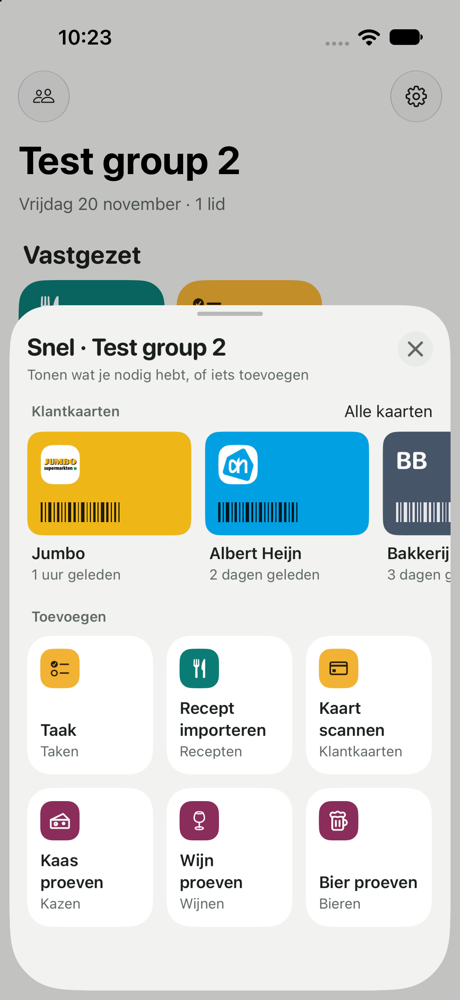 10:23
Test group 2
Vrijdag 20 november · 1 lid
Vastgezet
Snel · Test group 2
Tonen wat je nodig hebt, of iets toevoegen
Klantkaarten
Alle kaarten
JUMBO
supermarkten
BB
Jumbo
Albert Heijn
Bakkerij
1 uur geleden
2 dagen geleden
3 dagen g
Toevoegen
Taak
Taken
Recept
importeren
Recepten
Kaart
scannen
Klantkaarten
Kaas
proeven
Kazen
Wijn
proeven
Wijnen
Bier proeven
Bieren